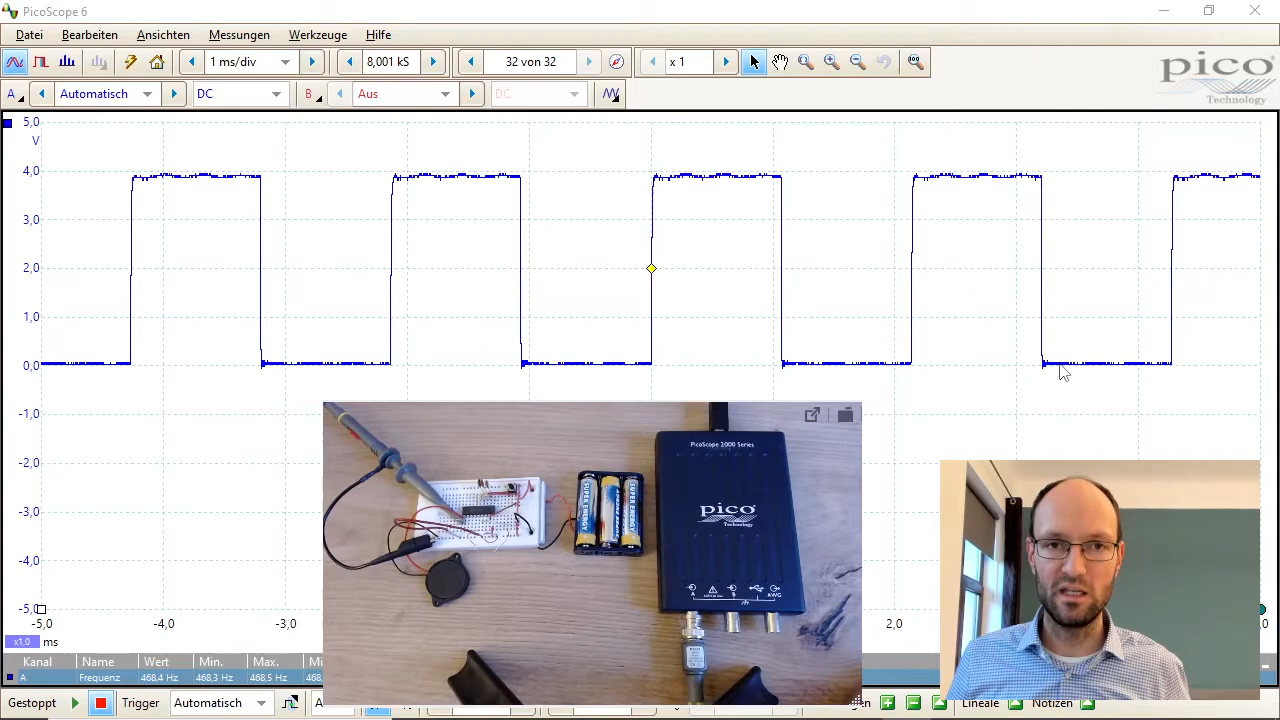 PicoScope 6
Datei Bearbeiten Ansichten Messungen Werkzeuge Hilfe
1 ms/div 8,001 kS 32 von 32 x 1
pico
Technology
A Automatisch DC B Aus DC
5,0
V
4,0
3,0
2,0
1,0
0,0
-1,0
-2,0
-3,0
-4,0
-5,0
-5,0 -4,0 -3,0 2,0
x1.0 ms
PicoScope 2000 Series
pico
Technology
A B AWG
SUPER ENERGY
SUPER ENERGY
Kanal Name Wert Min. Max.
A Frequenz 468,4 Hz 468,3 Hz 468,5 Hz
Gestoppt Trigger Automatisch Lineale Notizen